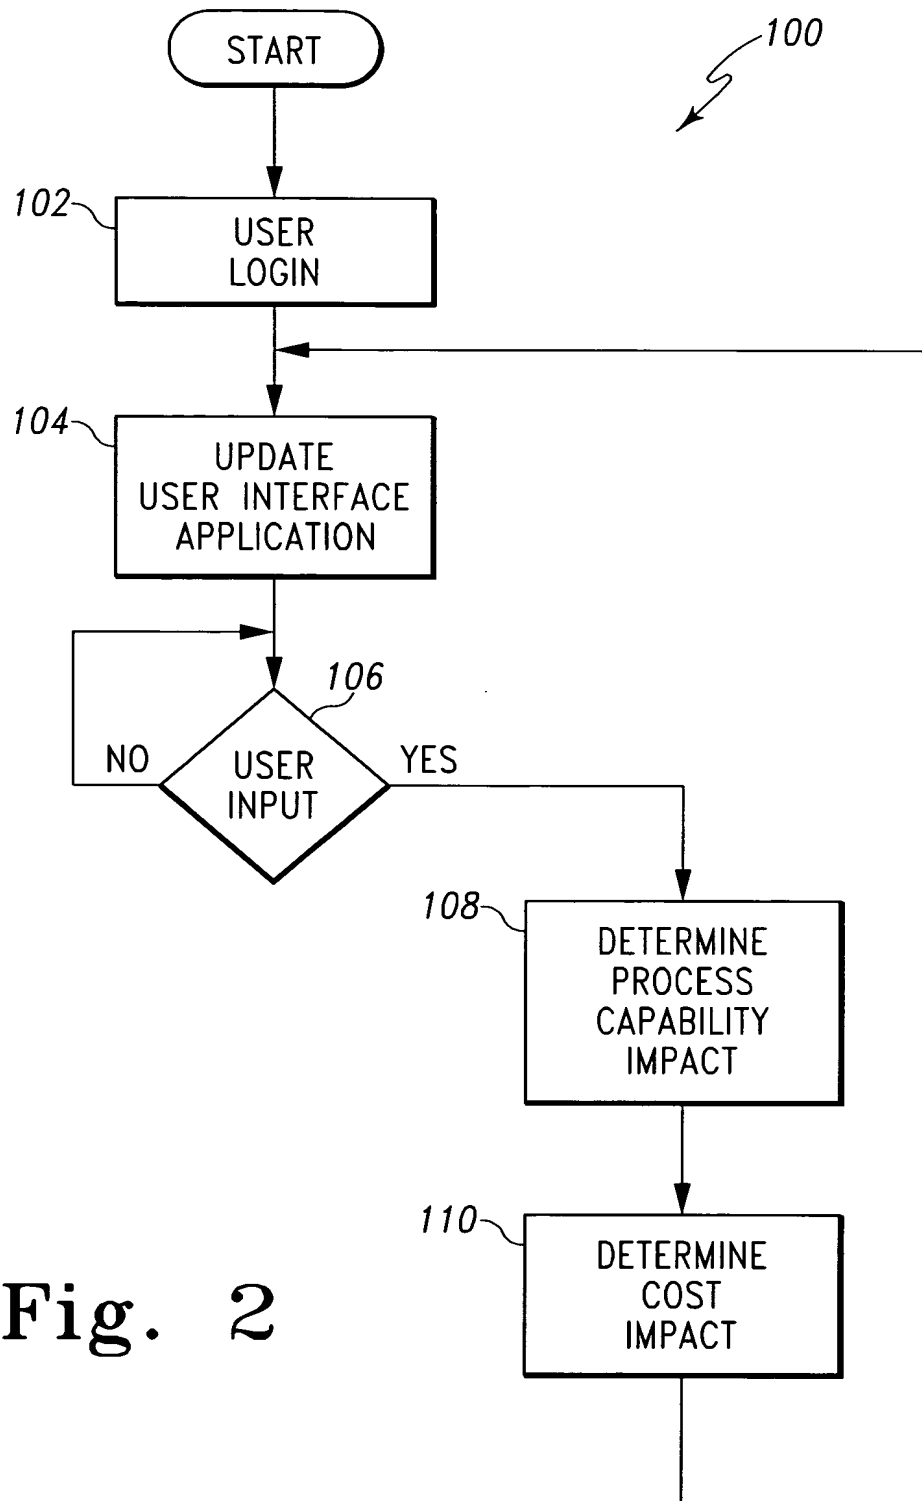 START
100
102
USER
LOGIN
104
UPDATE
USER INTERFACE
APPLICATION
106
NO
USER
INPUT
YES
108
DETERMINE
PROCESS
CAPABILITY
IMPACT
110
DETERMINE
COST
IMPACT
Fig. 2